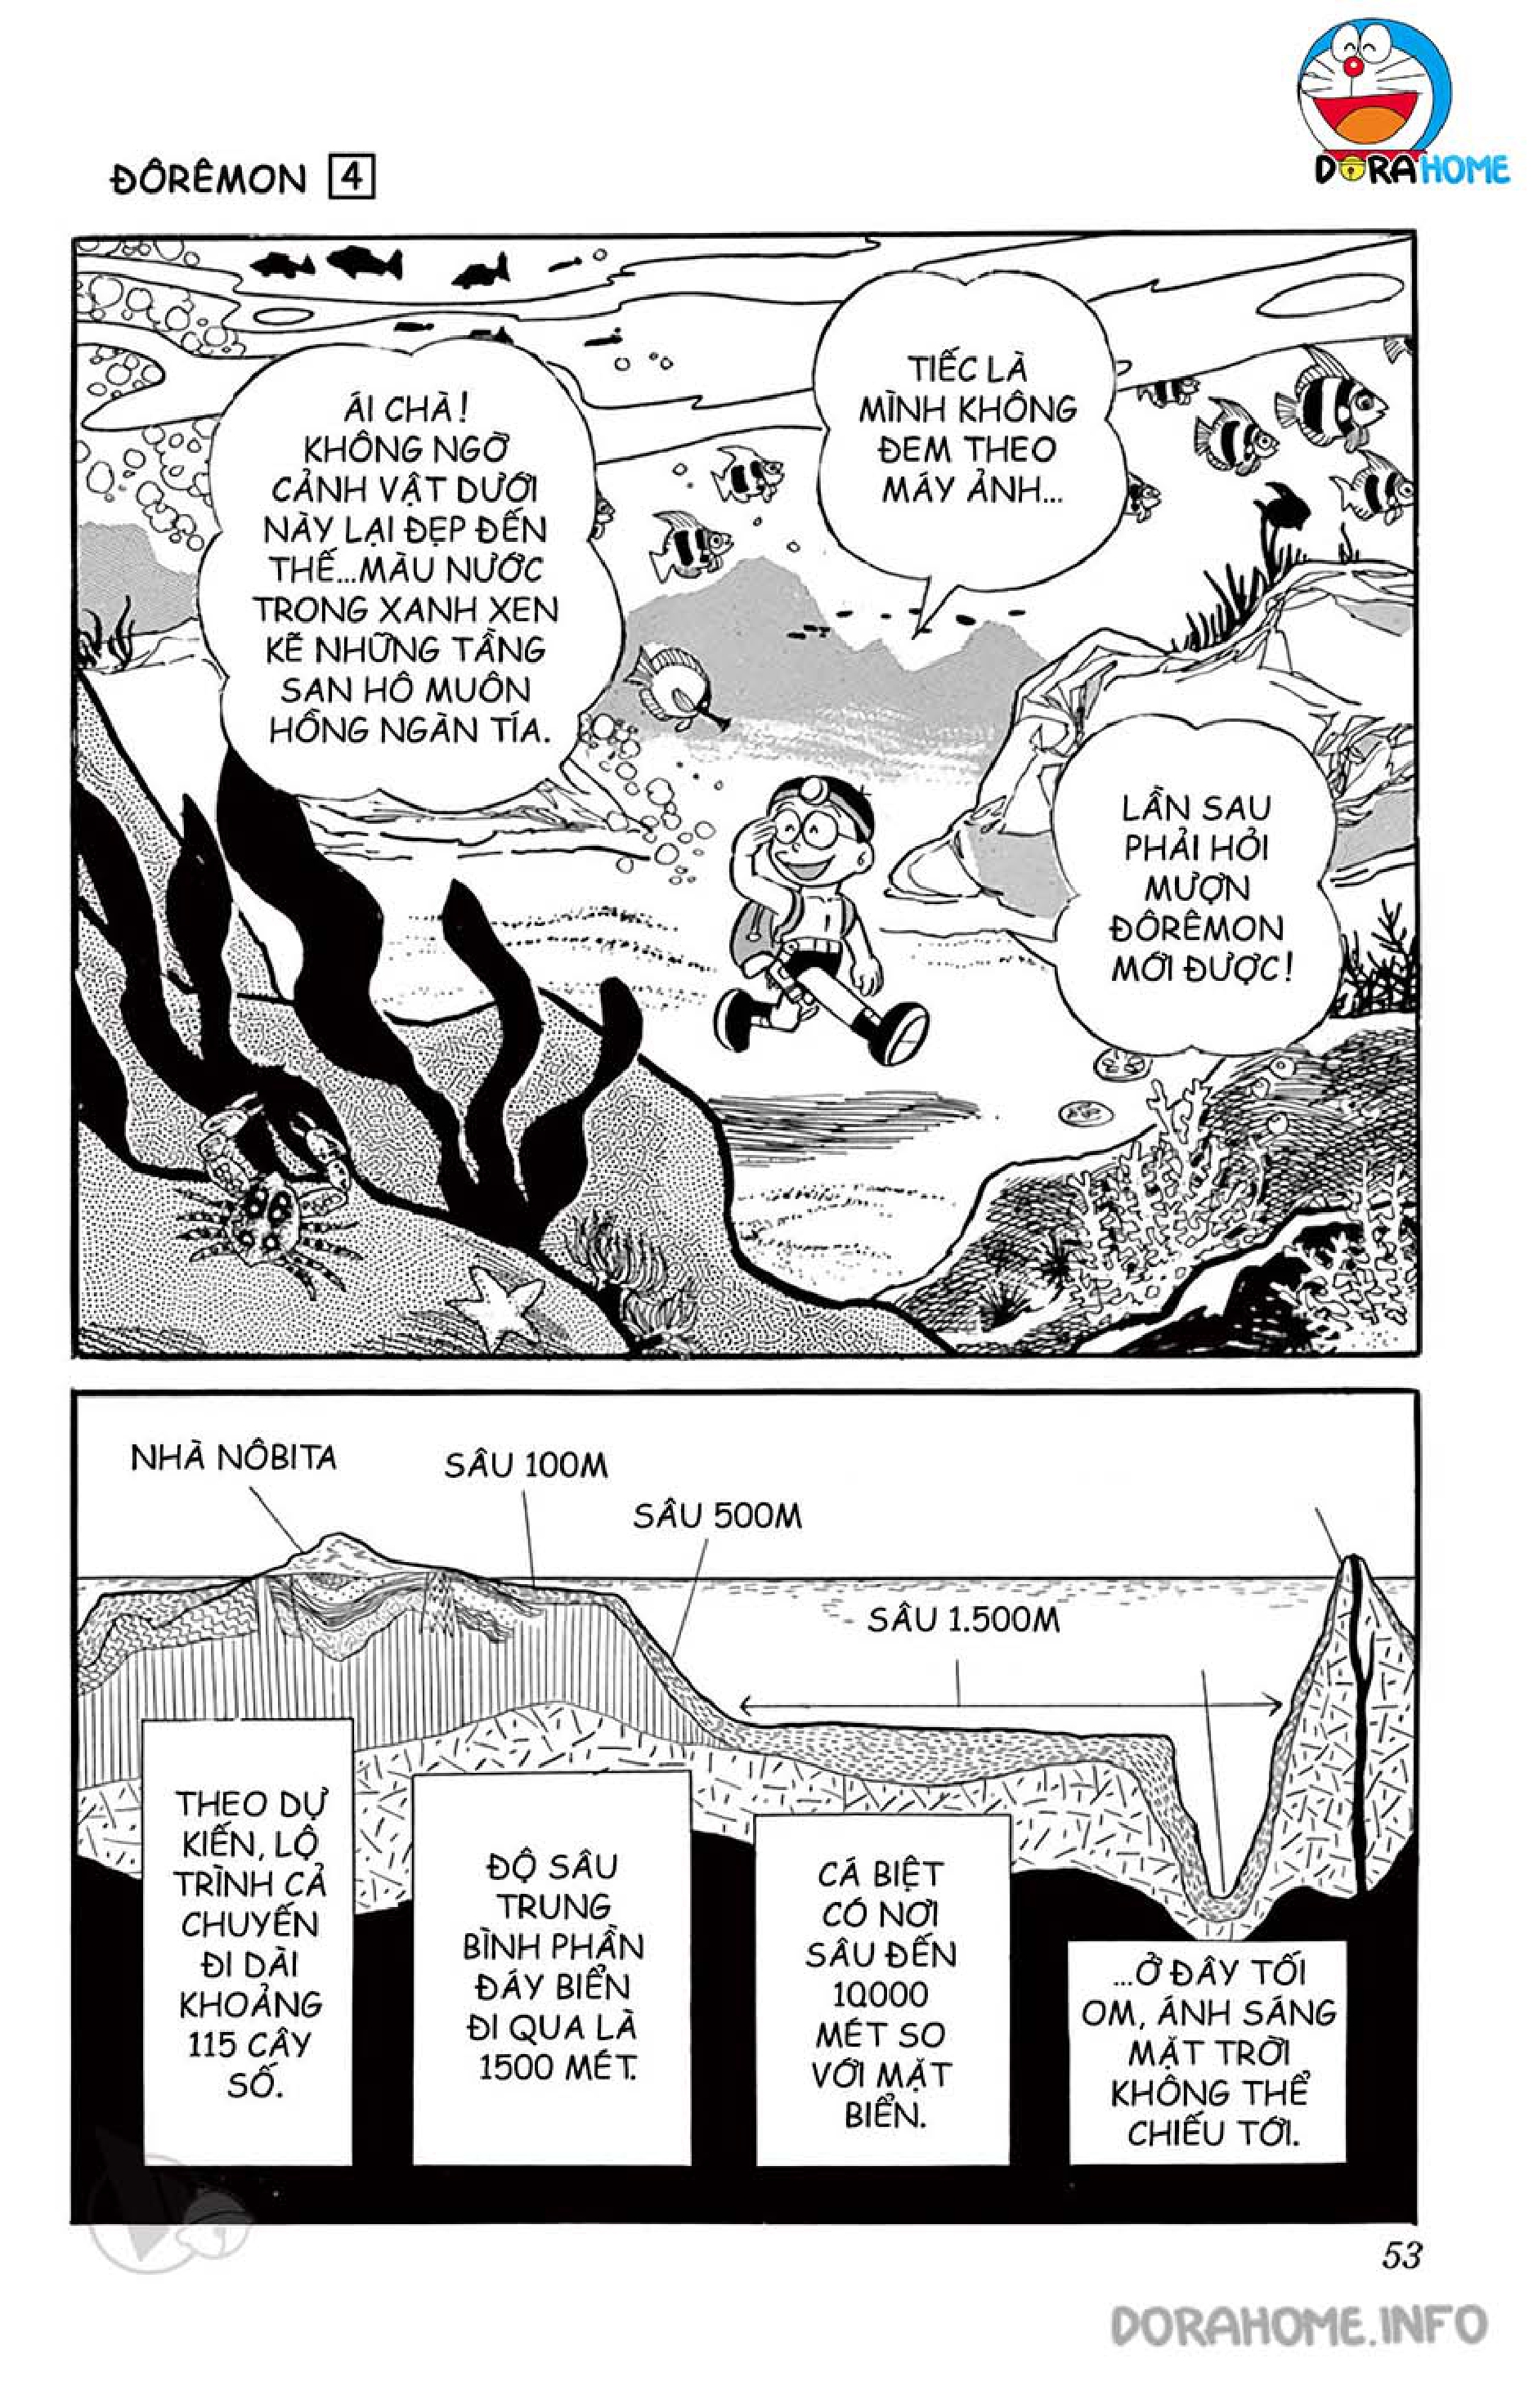 DORAHOME
ĐÔRÊMON 4
ÁI CHÀ!
KHÔNG NGỜ
CẢNH VẬT DƯỚI
NÀY LẠI ĐẸP ĐẾN
THẾ...MÀU NƯỚC
TRONG XANH XEN
KẼ NHỮNG TẦNG
SAN HÔ MUÔN
HỒNG NGÀN TÍA.
TIẾC LÀ
MÌNH KHÔNG
ĐEM THEO
MÁY ẢNH...
LẦN SAU
PHẢI HỎI
MƯỢN
ĐÔRÊMON
MỚI ĐƯỢC!
NHÀ NÔBITA
SÂU 100M
SÂU 500M
SÂU 1.500M
THEO DỰ
KIẾN, LỘ
TRÌNH CẢ
CHUYẾN
ĐI DÀI
KHOẢNG
115 CÂY
SỐ.
ĐỘ SÂU
TRUNG
BÌNH PHẦN
ĐÁY BIỂN
ĐI QUA LÀ
1500 MÉT.
CÁ BIỆT
CÓ NƠI
SÂU ĐẾN
10.000
MÉT SO
VỚI MẶT
BIỂN.
...Ở ĐÂY TỐI
OM, ÁNH SÁNG
MẶT TRỜI
KHÔNG THỂ
CHIẾU TỚI.
53
DORAHOME.INFO